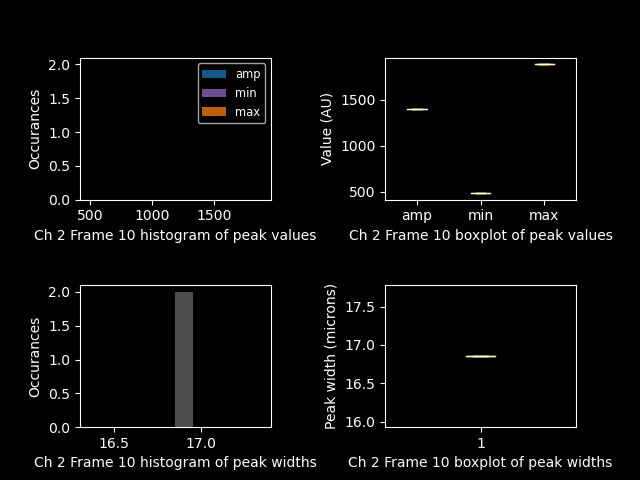 2.0
1.5
1.0
0.5
0.0
Occurances
amp
min
max
500
1000
1500
Ch 2 Frame 10 histogram of peak values
1500
1000
500
Value (AU)
amp
min
max
Ch 2 Frame 10 boxplot of peak values
2.0
1.5
1.0
0.5
0.0
Occurances
16.5
17.0
Ch 2 Frame 10 histogram of peak widths
17.5
17.0
16.5
16.0
Peak width (microns)
1
Ch 2 Frame 10 boxplot of peak widths